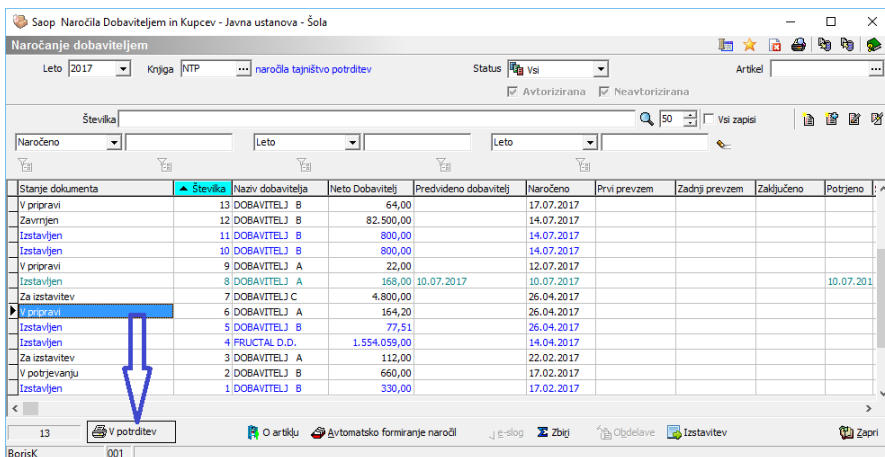 Saop Naročila Dobaviteljem in Kupcev - Javna ustanova - Šola
Naročanje dobaviteljem
Leto 2017 Knjiga NTP ... naročila tajništvo potrditev Status Vsi Artikel ...
Avtorizirana Neavtorizirana
Številka 50 Vsi zapisi
Naročeno Leto Leto
Stanje dokumenta Številka Naziv dobavitelja Neto Dobavitelj Predvideno dobavitelj Naročeno Prvi prevzem Zadnji prevzem Zaključeno Potrjeno
V pripravi 13 DOBAVITELJ B 64,00 17.07.2017
Zavrnjen 12 DOBAVITELJ B 82.500,00 14.07.2017
Izstavljen 11 DOBAVITELJ B 800,00 14.07.2017
Izstavljen 10 DOBAVITELJ B 800,00 14.07.2017
V pripravi 9 DOBAVITELJ A 22,00 12.07.2017
Izstavljen 8 DOBAVITELJ A 168,00 10.07.2017 10.07.2017 10.07.201
Za izstavitev 7 DOBAVITELJ C 4.800,00 26.04.2017
V pripravi 6 DOBAVITELJ A 164,20 26.04.2017
Izstavljen 5 DOBAVITELJ B 77,51 26.04.2017
Izstavljen 4 FRUCTAL D.D. 1.554.059,00 14.04.2017
Za izstavitev 3 DOBAVITELJ A 112,00 22.02.2017
V potrjevanju 2 DOBAVITELJ B 660,00 17.02.2017
Izstavljen 1 DOBAVITELJ B 330,00 17.02.2017
13 V potrditev O artiklu Avtomatsko formiranje naročil e-slog Zbirj Obdelave Izstavitev Zapri
BorisK 001